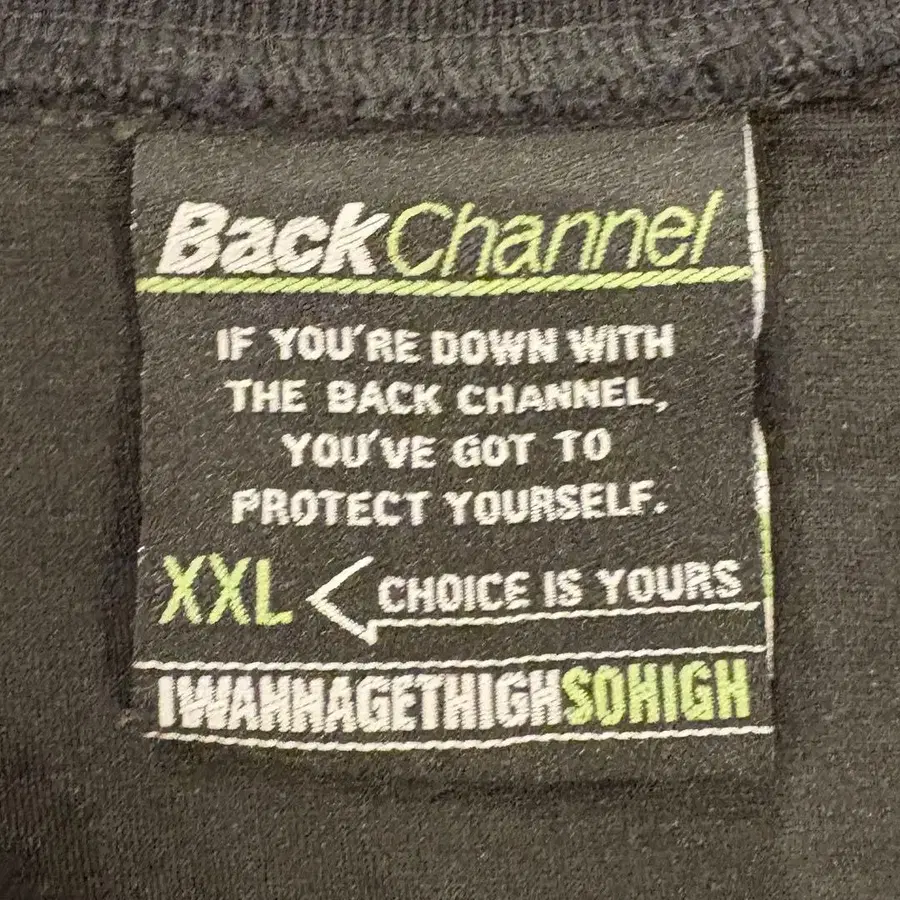 BackChannel
IF YOU'RE DOWN WITH
THE BACK CHANNEL,
YOU'VE GOT TO
PROTECT YOURSELF.
XXL CHOICE IS YOURS
IWANNAGETHIGHSOHIGH